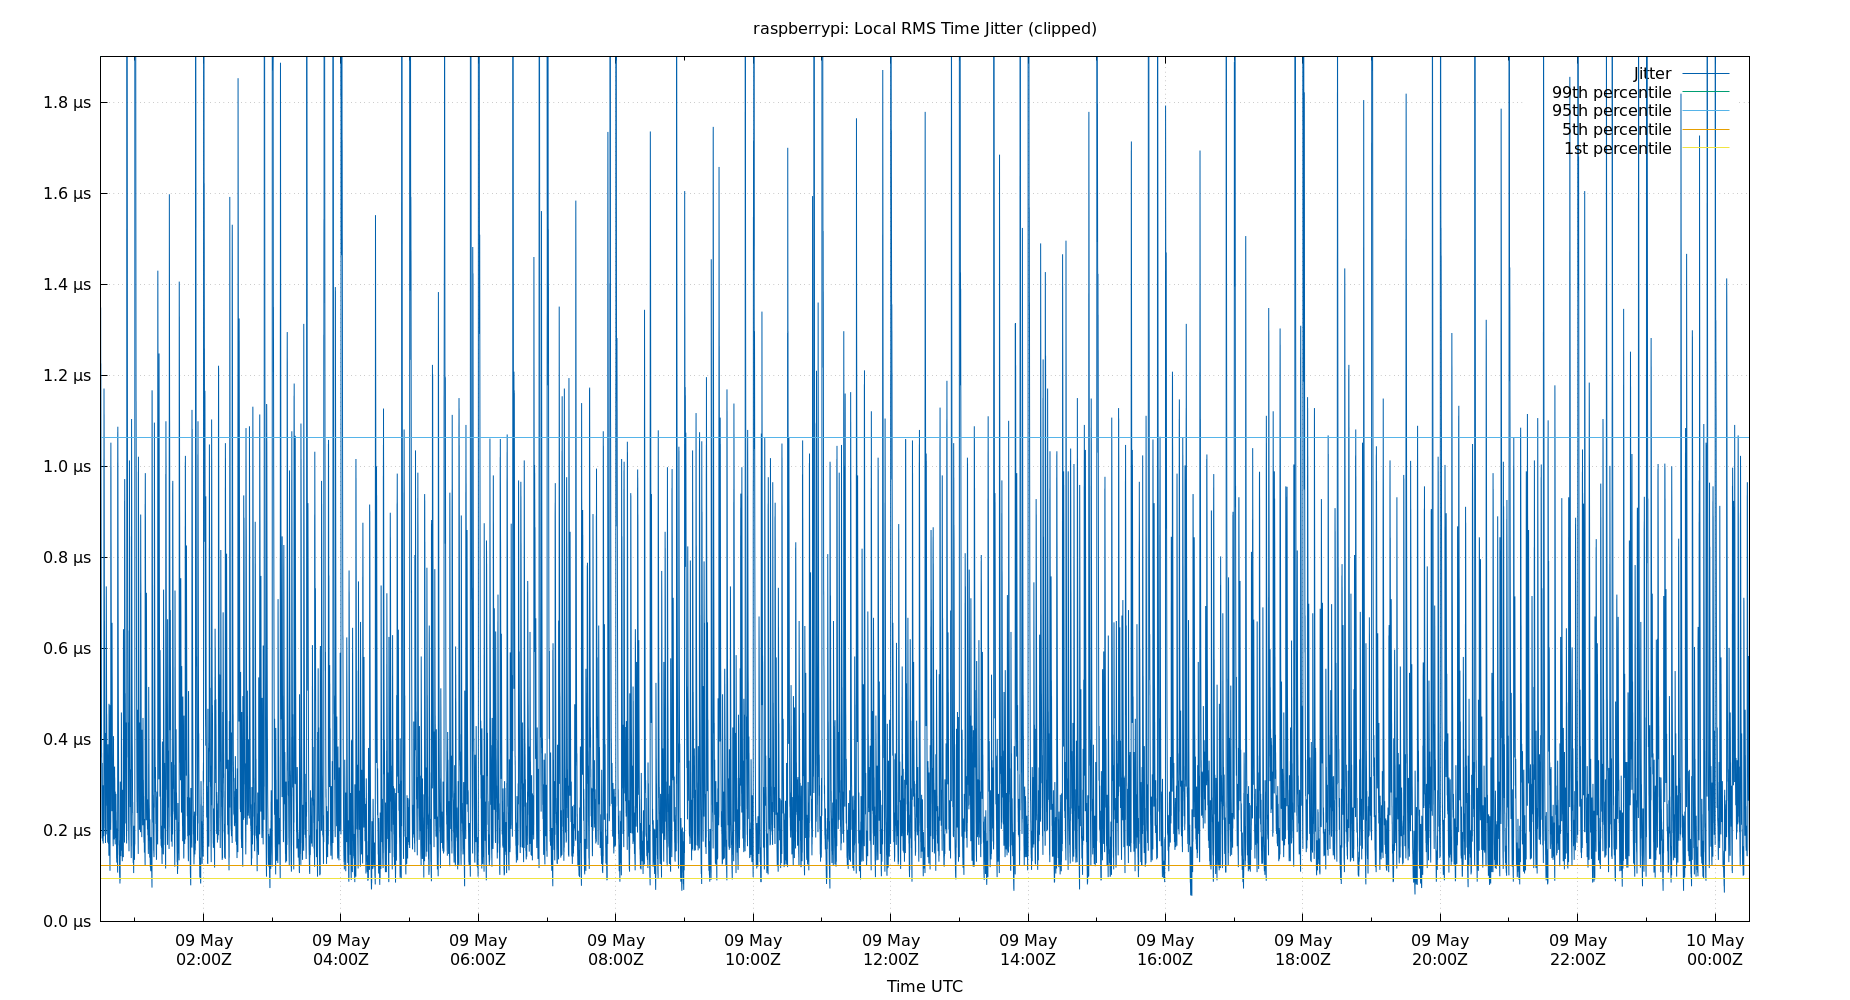 raspberrypi: Local RMS Time Jitter (clipped)
Jitter
99th percentile
95th percentile
5th percentile
1st percentile
1.8 µs
1.6 µs
1.4 µs
1.2 µs
1.0 µs
0.8 µs
0.6 µs
0.4 µs
0.2 µs
0.0 µs
09 May 09 May 09 May 09 May 09 May 09 May 09 May 09 May 09 May 09 May 09 May 10 May
02:00Z 04:00Z 06:00Z 08:00Z 10:00Z 12:00Z 14:00Z 16:00Z 18:00Z 20:00Z 22:00Z 00:00Z
Time UTC